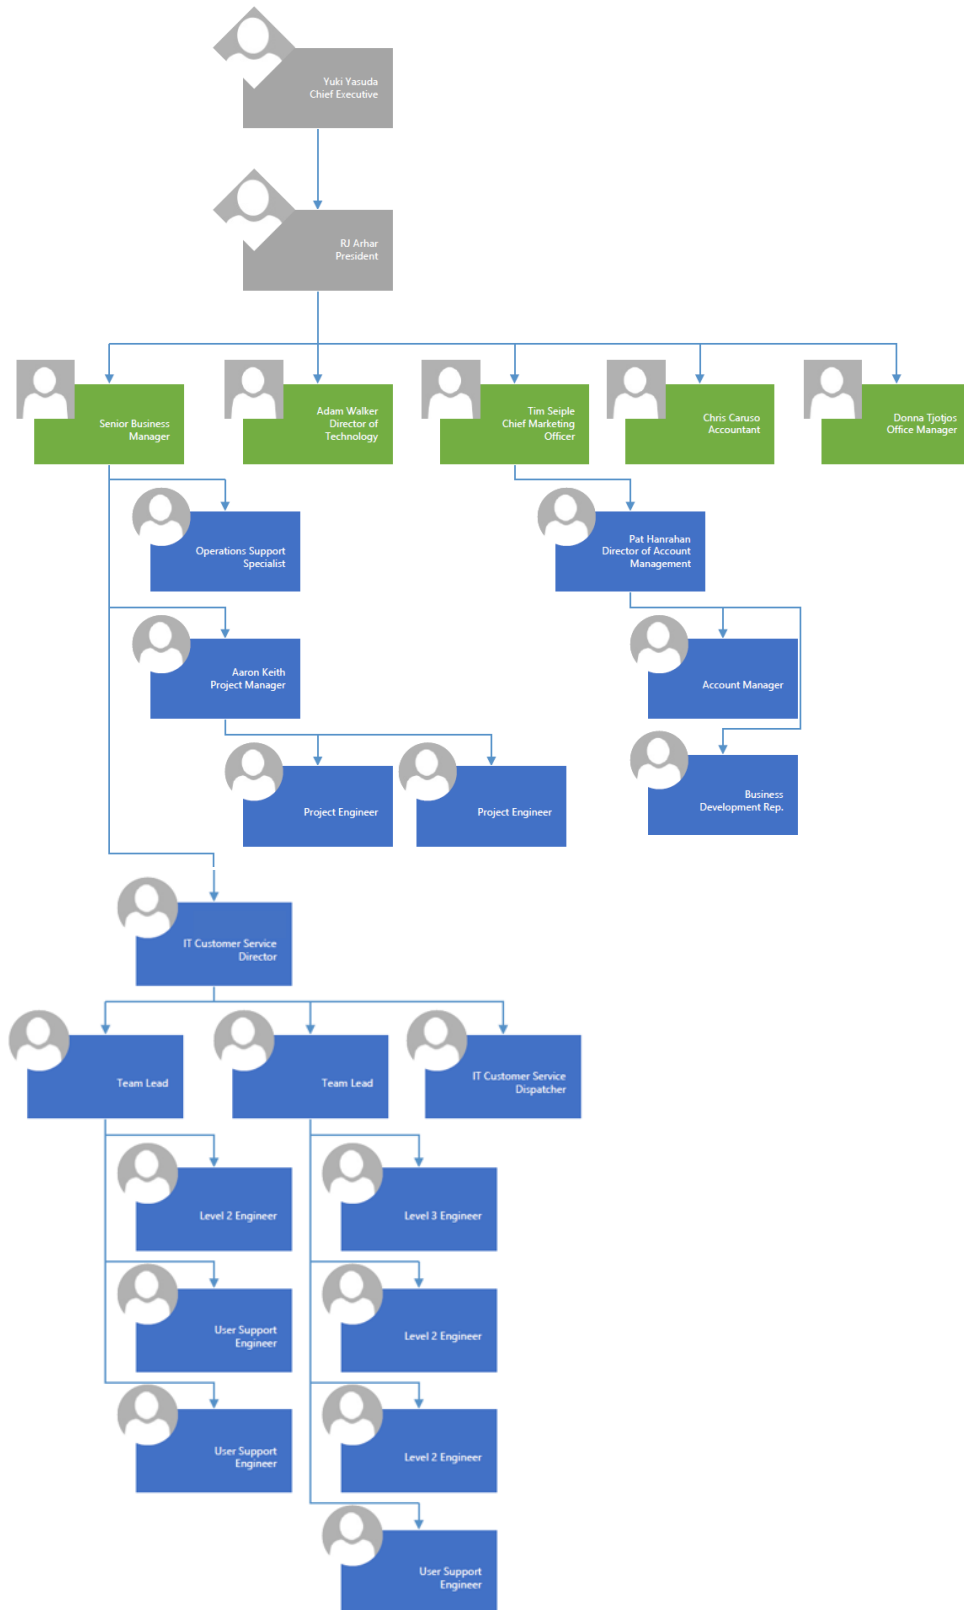 Yuki Yasuda
Chief Executive
RJ Arhar
President
Senior Business
Manager
Adam Walker
Director of
Technology
Tim Seiple
Chief Marketing
Officer
Chris Caruso
Accountant
Donna Tjotjos
Office Manager
Operations Support
Specialist
Pat Hanrahan
Director of Account
Management
Aaron Keith
Project Manager
Account Manager
Project Engineer
Project Engineer
Business
Development Rep.
IT Customer Service
Director
Team Lead
Team Lead
IT Customer Service
Dispatcher
Level 2 Engineer
Level 3 Engineer
User Support
Engineer
Level 2 Engineer
User Support
Engineer
Level 2 Engineer
User Support
Engineer